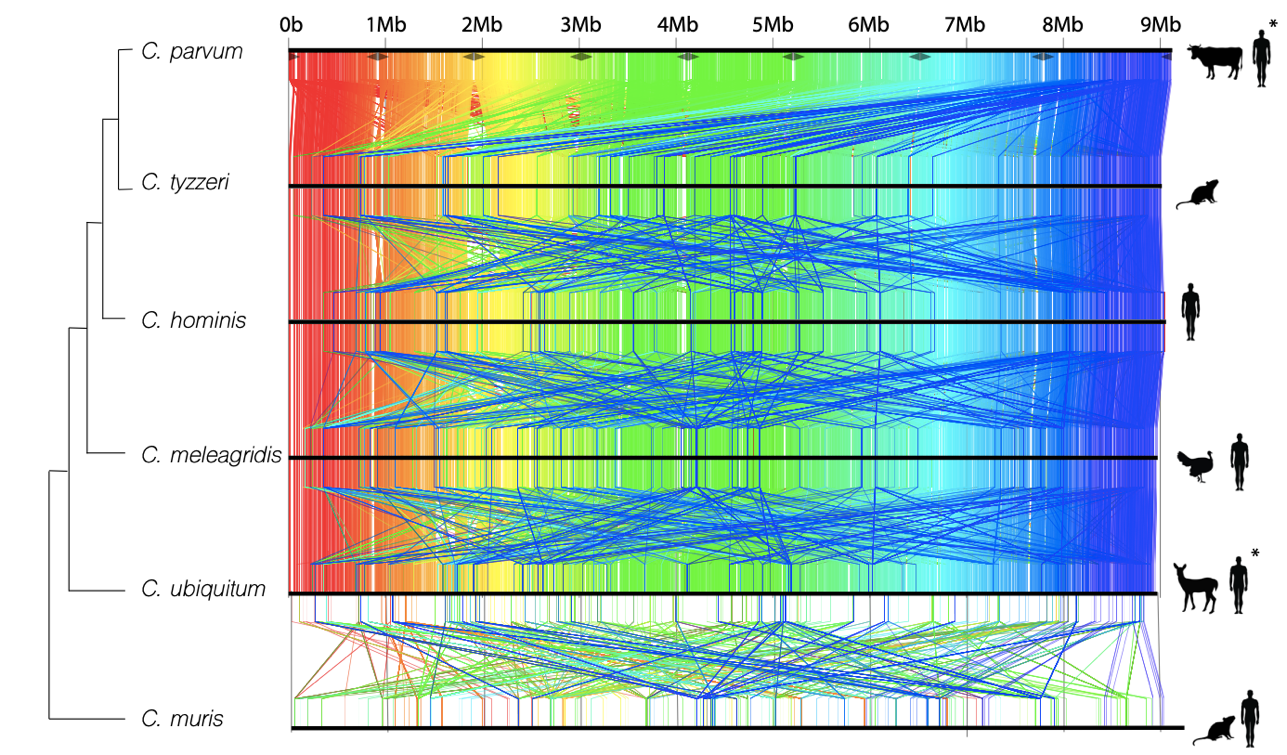 0b 1Mb 2Mb 3Mb 4Mb 5Mb 6Mb 7Mb 8Mb 9Mb
*
C. parvum
C. tyzzeri
C. hominis
C. meleagridis
*
C. ubiquitum
*
C. muris